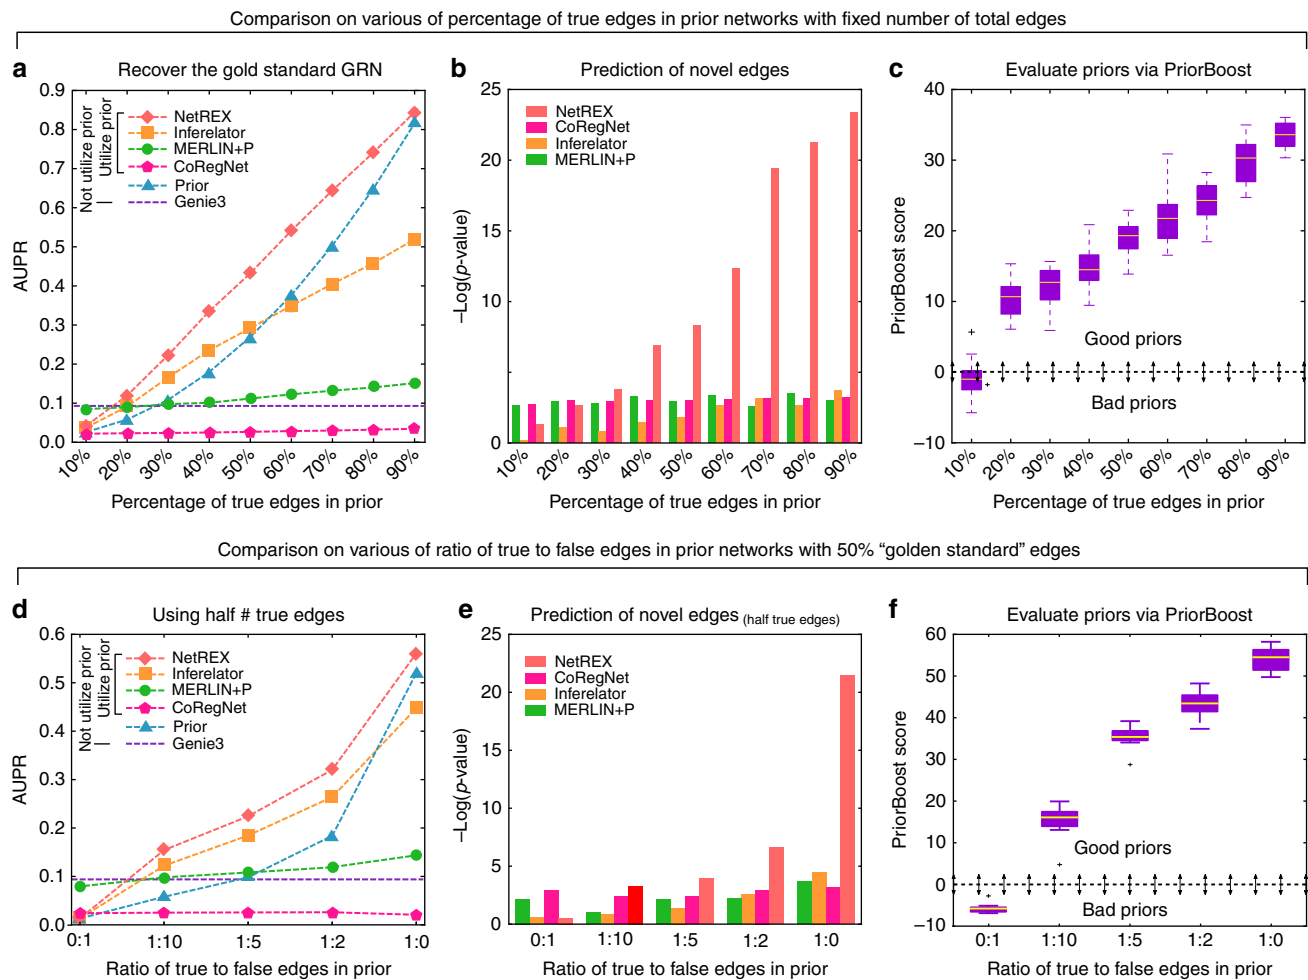 Comparison on various of percentage of true edges in prior networks with fixed number of total edges
a
Recover the gold standard GRN
0.9
0.8
0.7
0.6
0.5
0.4
0.3
0.2
0.1
0.0
AUPR
Not utilize prior
Utilize prior
NetREX
Inferelator
MERLIN+P
CoRegNet
Prior
Genie3
10%
20%
30%
40%
50%
60%
70%
80%
90%
Percentage of true edges in prior
b
Prediction of novel edges
25
20
15
10
5
0
–Log(p-value)
NetREX
CoRegNet
Inferelator
MERLIN+P
10%
20%
30%
40%
50%
60%
70%
80%
90%
Percentage of true edges in prior
c
Evaluate priors via PriorBoost
40
30
20
10
0
−10
PriorBoost score
Good priors
Bad priors
10%
20%
30%
40%
50%
60%
70%
80%
90%
Percentage of true edges in prior
Comparison on various of ratio of true to false edges in prior networks with 50% “golden standard” edges
d
Using half # true edges
0.6
0.5
0.4
0.3
0.2
0.1
0.0
AUPR
Not utilize prior
Utilize prior
NetREX
Inferelator
MERLIN+P
CoRegNet
Prior
Genie3
0:1
1:10
1:5
1:2
1:0
Ratio of true to false edges in prior
e
Prediction of novel edges (half true edges)
25
20
15
10
5
0
–Log(p-value)
NetREX
CoRegNet
Inferelator
MERLIN+P
0:1
1:10
1:5
1:2
1:0
Ratio of true to false edges in prior
f
Evaluate priors via PriorBoost
60
50
40
30
20
10
0
−10
PriorBoost score
Good priors
Bad priors
0:1
1:10
1:5
1:2
1:0
Ratio of true to false edges in prior